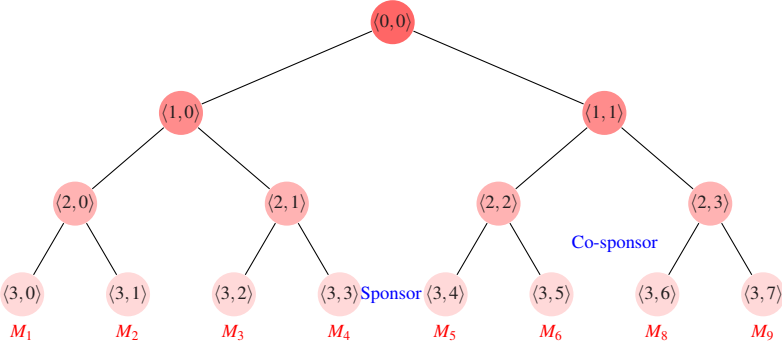 ⟨0,0⟩
⟨1,0⟩ ⟨1,1⟩
⟨2,0⟩ ⟨2,1⟩ ⟨2,2⟩ ⟨2,3⟩
Co-sponsor
⟨3,0⟩ ⟨3,1⟩ ⟨3,2⟩ ⟨3,3⟩ Sponsor ⟨3,4⟩ ⟨3,5⟩ ⟨3,6⟩ ⟨3,7⟩
M₁ M₂ M₃ M₄ M₅ M₆ M₈ M₉